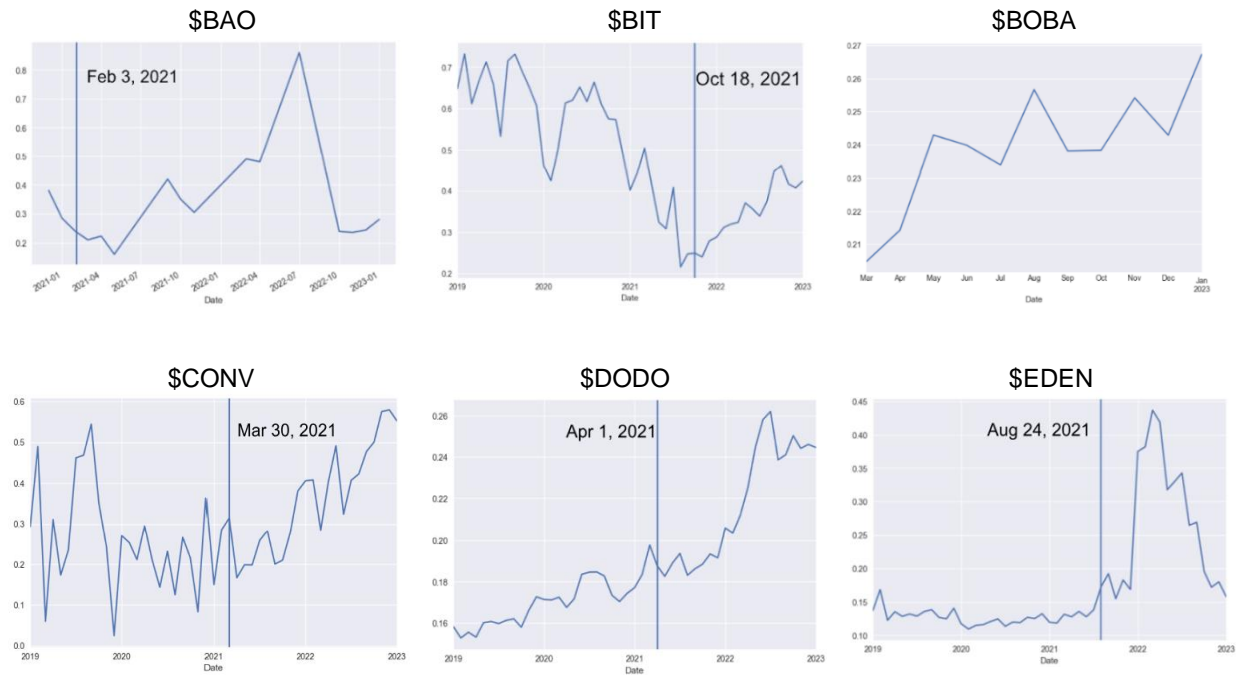 $BAO
$BIT
$BOBA
0.8
0.7
0.6
0.5
0.4
0.3
0.2
Feb 3, 2021
2021-01
2021-04
2021-07
2021-10
2022-01
2022-04
2022-07
2022-10
2023-01
Date
0.7
0.6
0.5
0.4
0.3
0.2
Oct 18, 2021
2019
2020
2021
2022
2023
Date
0.27
0.26
0.25
0.24
0.23
0.22
0.21
Mar
Apr
May
Jun
Jul
Aug
Sep
Oct
Nov
Dec
Jan
2023
Date
$CONV
$DODO
$EDEN
0.6
0.5
0.4
0.3
0.2
0.1
0.0
Mar 30, 2021
2019
2020
2021
2022
2023
Date
0.26
0.24
0.22
0.20
0.18
0.16
Apr 1, 2021
2019
2020
2021
2022
2023
Date
0.45
0.40
0.35
0.30
0.25
0.20
0.15
0.10
Aug 24, 2021
2019
2020
2021
2022
2023
Date